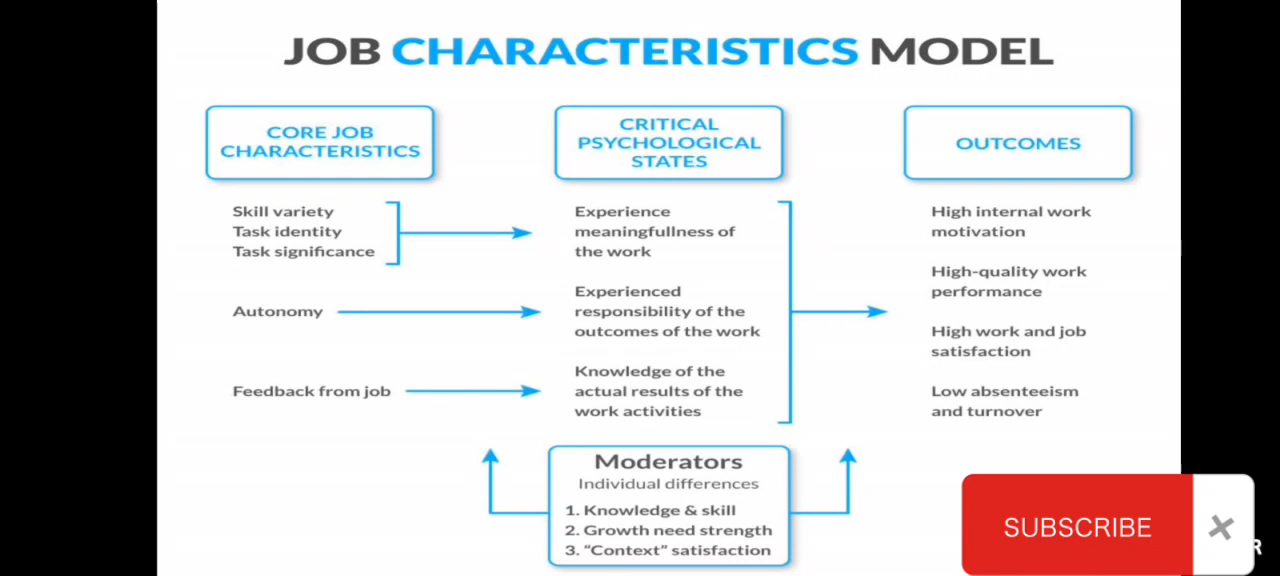 JOB CHARACTERISTICS MODEL
CORE JOB
CHARACTERISTICS
CRITICAL
PSYCHOLOGICAL
STATES
OUTCOMES
Skill variety
Task identity
Task significance
Experience
meaningfullness of
the work
High internal work
motivation
Autonomy
Experienced
responsibility of the
outcomes of the work
High-quality work
performance
High work and job
satisfaction
Feedback from job
Knowledge of the
actual results of the
work activities
Low absenteeism
and turnover
Moderators
Individual differences
1. Knowledge & skill
2. Growth need strength
3. “Context” satisfaction
SUBSCRIBE